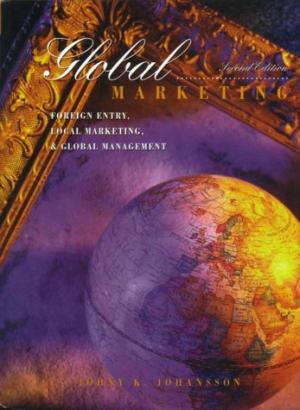 Global
Second Edition
MARKETING
FOREIGN ENTRY,
LOCAL MARKETING,
& GLOBAL MANAGEMENT
JOHNY K. JOHANSSON